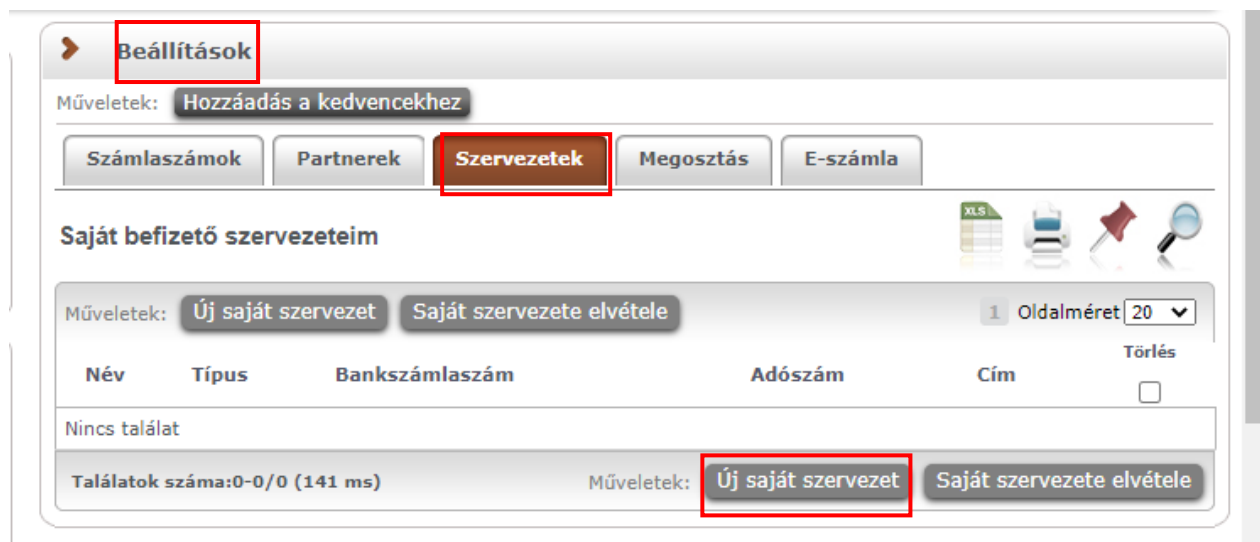 Beállítások
Műveletek: Hozzáadás a kedvencekhez
Számlaszámok Partnerek Szervezetek Megosztás E-számla
XLS
Saját befizető szervezeteim
Műveletek: Új saját szervezet Saját szervezete elvétele 1 Oldalméret 20
Név Típus Bankszámlaszám Adószám Cím Törlés
Nincs találat
Találatok száma:0-0/0 (141 ms) Műveletek: Új saját szervezet Saját szervezete elvétele